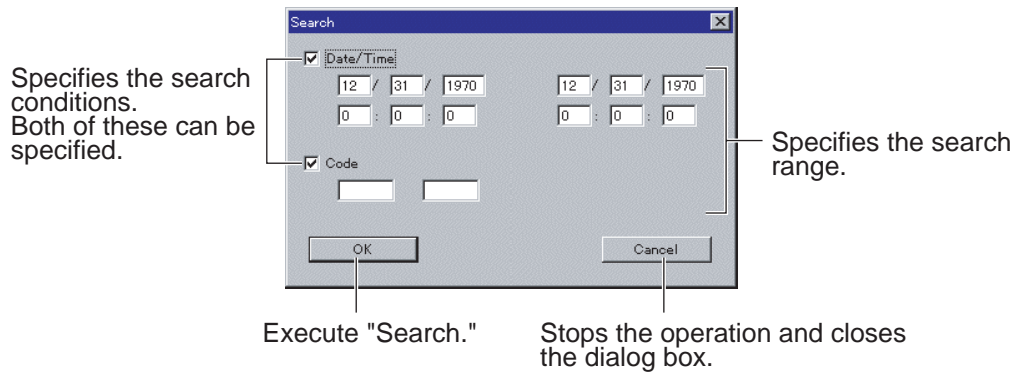 Search
Date/Time
12 / 31 / 1970 12 / 31 / 1970
0 : 0 : 0 0 : 0 : 0
Code
OK Cancel
Specifies the search
conditions.
Both of these can be
specified.
Specifies the search
range.
Execute "Search."
Stops the operation and closes
the dialog box.